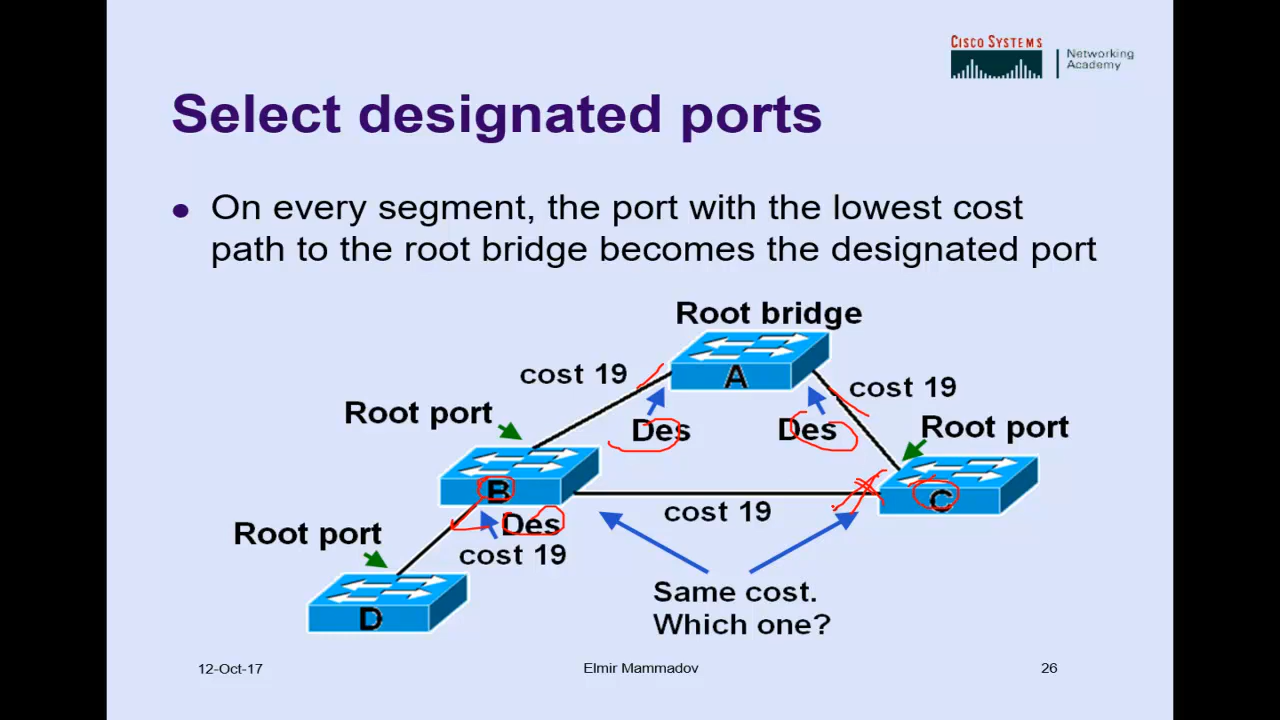 CISCO SYSTEMS
Networking
Academy
Select designated ports
On every segment, the port with the lowest cost
path to the root bridge becomes the designated port
Root bridge
cost 19
A
cost 19
Root port
Des
Des
Root port
B
C
Root port
Des
cost 19
cost 19
D
Same cost.
Which one?
12-Oct-17
Elmir Mammadov
26